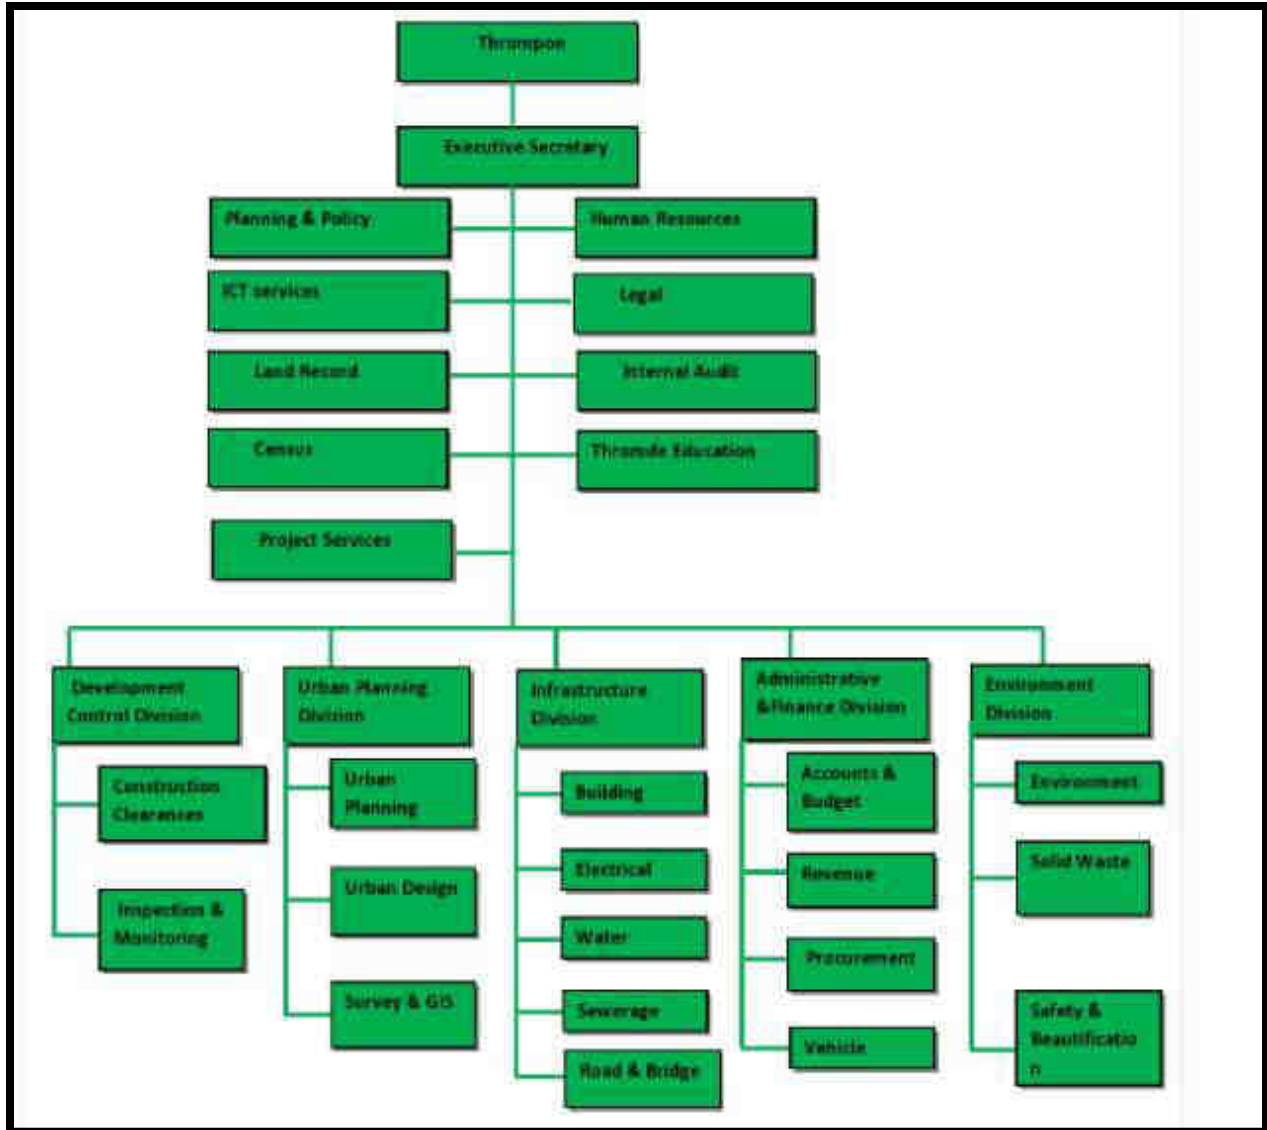 Thrompon
Executive Secretary
Planning & Policy
Human Resources
ICT services
Legal
Land Record
Internal Audit
Census
Thromde Education
Project Services
Development
Control Division
Urban Planning
Division
Infrastructure
Division
Administrative
&Finance Division
Environment
Division
Construction
Clearances
Inspection &
Monitoring
Urban
Planning
Urban Design
Survey & GIS
Building
Electrical
Water
Sewerage
Road & Bridge
Accounts &
Budget
Revenue
Procurement
Vehicle
Environment
Solid Waste
Safety &
Beautificatio
n